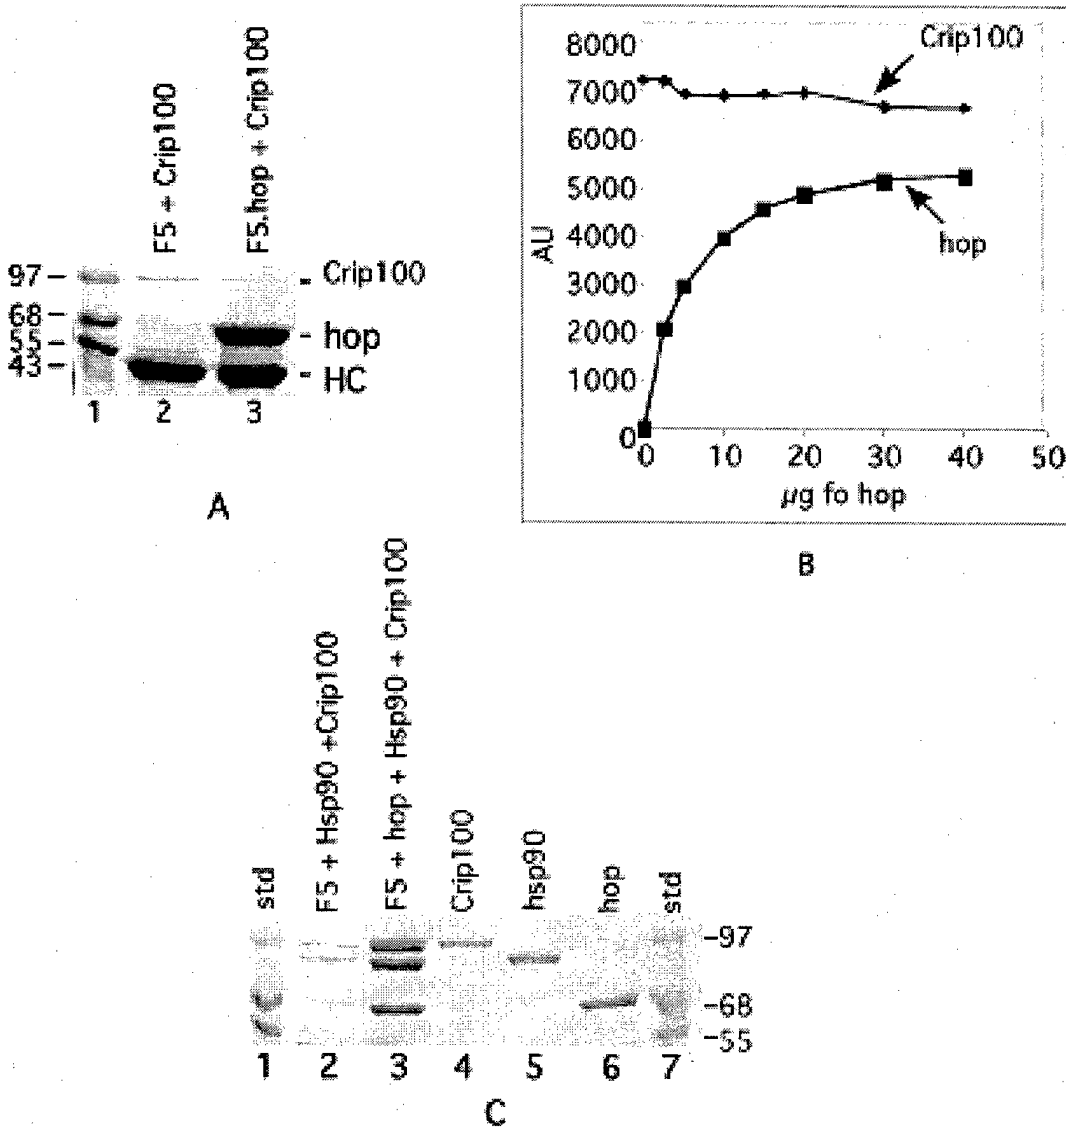 F5 + Crip100
F5.hop + Crip100
97
68
55
43
Crip100
hop
HC
1 2 3
A
8000
7000
6000
5000
4000
3000
2000
1000
0
AU
Crip100
hop
0 10 20 30 40 50
µg fo hop
B
std
F5 + Hsp90 +Crip100
F5 + hop + Hsp90 + Crip100
Crip100
hsp90
hop
std
-97
-68
-55
1 2 3 4 5 6 7
C